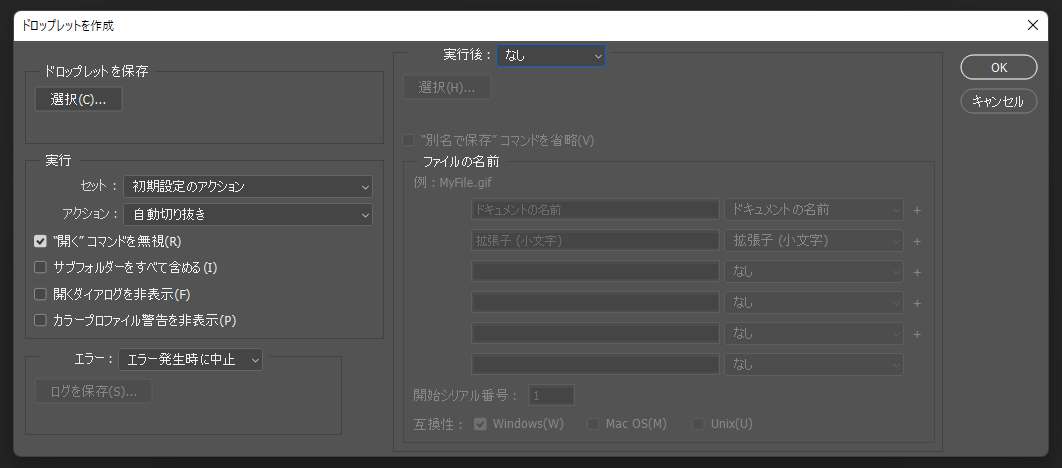 ドロップレットを作成
ドロップレットを保存
選択(C)...
実行
セット： 初期設定のアクション
アクション： 自動切り抜き
"開く" コマンドを無視(R)
サブフォルダーをすべて含める(I)
開くダイアログを非表示(F)
カラープロファイル警告を非表示(P)
エラー： エラー発生時に中止
ログを保存(S)...
実行後： なし
選択(H)...
"別名で保存" コマンドを省略(V)
ファイルの名前
例：MyFile.gif
ドキュメントの名前 ドキュメントの名前 +
拡張子 (小文字) 拡張子 (小文字) +
なし +
なし +
なし +
なし
開始シリアル番号： 1
互換性： Windows(W) Mac OS(M) Unix(U)
OK
キャンセル